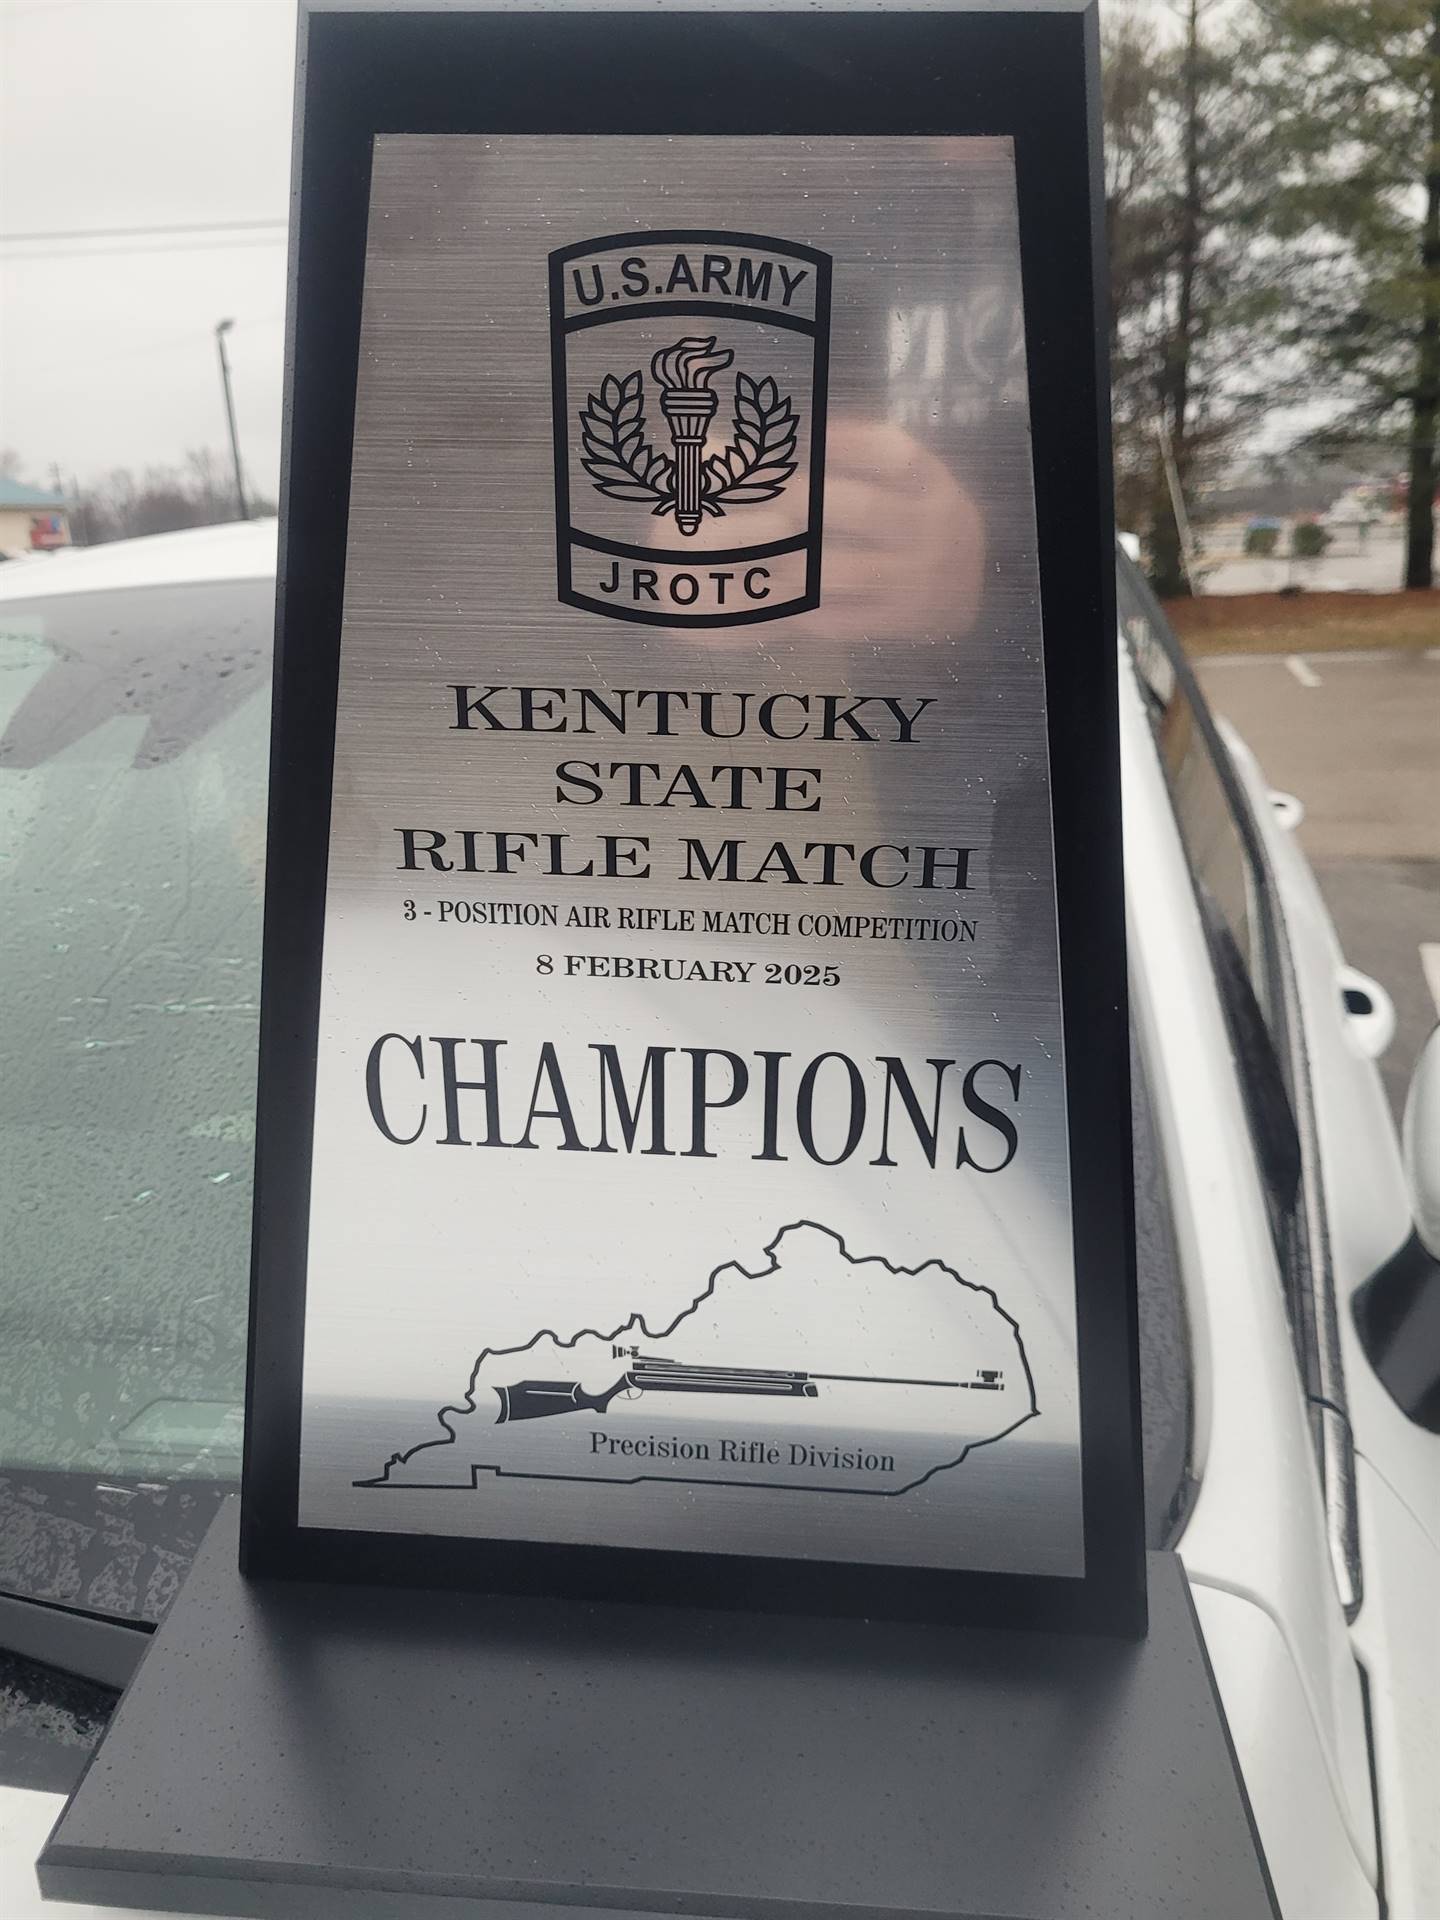 U.S.ARMY
JROTC
KENTUCKY
STATE
RIFLE MATCH
3 - POSITION AIR RIFLE MATCH COMPETITION
8 FEBRUARY 2025
CHAMPIONS
Precision Rifle Division